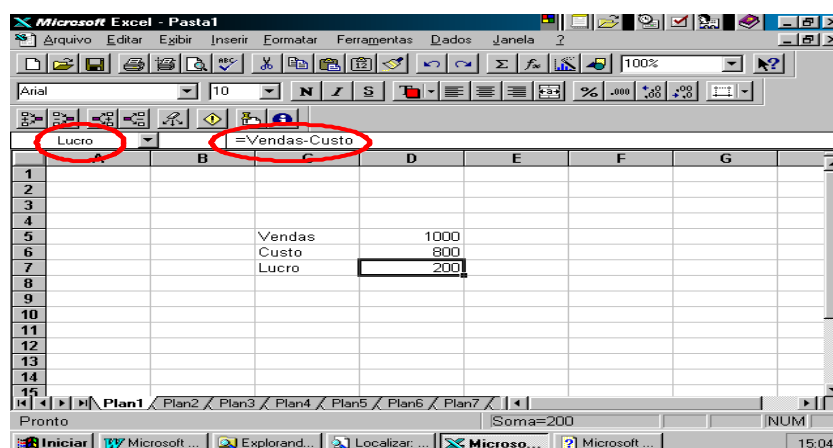 Microsoft Excel - Pasta1
Arquivo Editar Exibir Inserir Formatar Ferramentas Dados Janela ?
100%
Arial 10 N I S % .000
Lucro =Vendas-Custo
A B C D E F G
1
2
3
4
5 Vendas 1000
6 Custo 800
7 Lucro 200
8
9
10
11
12
13
14
15
Plan1 Plan2 Plan3 Plan4 Plan5 Plan6 Plan7
Pronto Soma=200 NUM
Iniciar Microsoft ... Explorand... Localizar: ... Microso... Microsoft ... 15:04